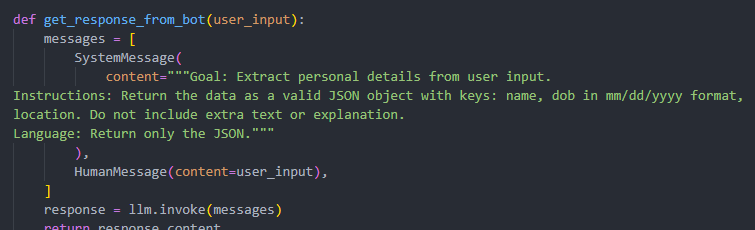 def get_response_from_bot(user_input):
    messages = [
        SystemMessage(
            content="""Goal: Extract personal details from user input.
Instructions: Return the data as a valid JSON object with keys: name, dob in mm/dd/yyyy format,
location. Do not include extra text or explanation.
Language: Return only the JSON."""
        ),
        HumanMessage(content=user_input),
    ]
    response = llm.invoke(messages)
    return response.content